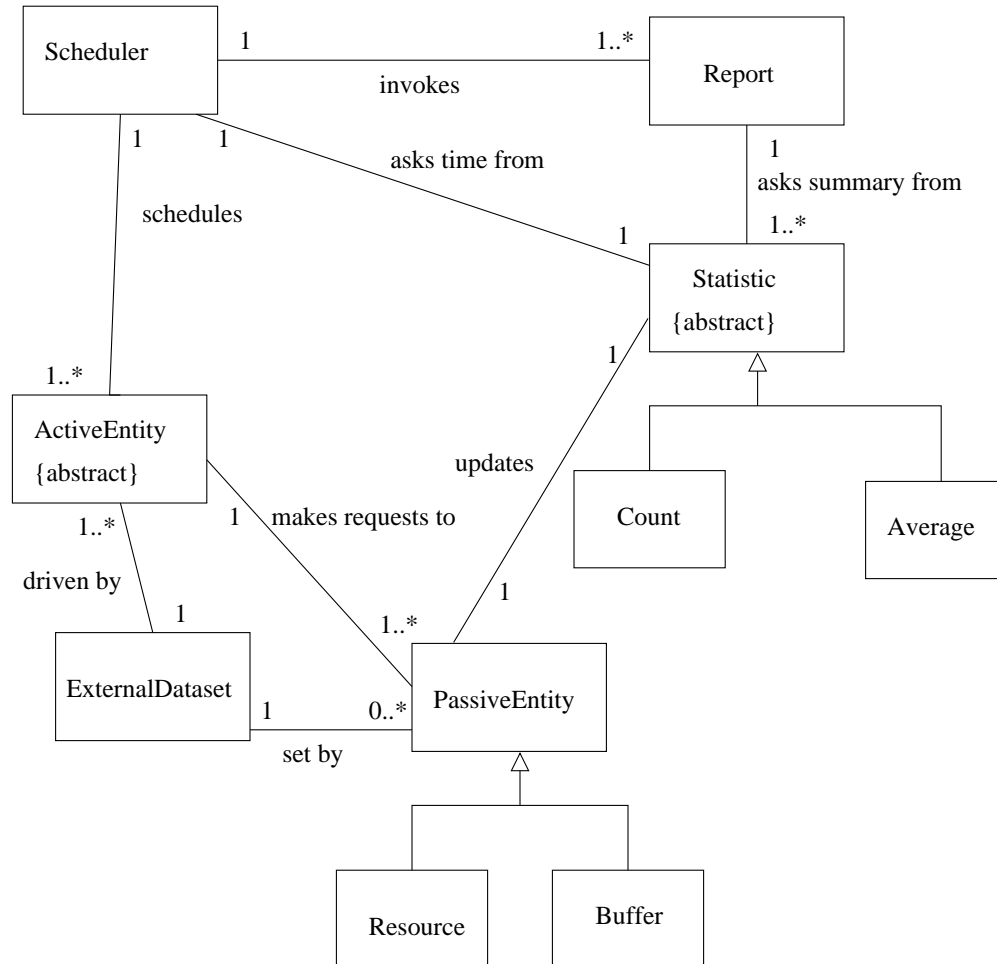 Scheduler
1
1..*
invokes
Report
1
1
asks time from
1
asks summary from
schedules
1
1..*
Statistic
{abstract}
1..*
1
ActiveEntity
{abstract}
updates
1
makes requests to
Count
Average
1..*
driven by
1
1
1..*
ExternalDataset
1
0..*
PassiveEntity
set by
Resource
Buffer